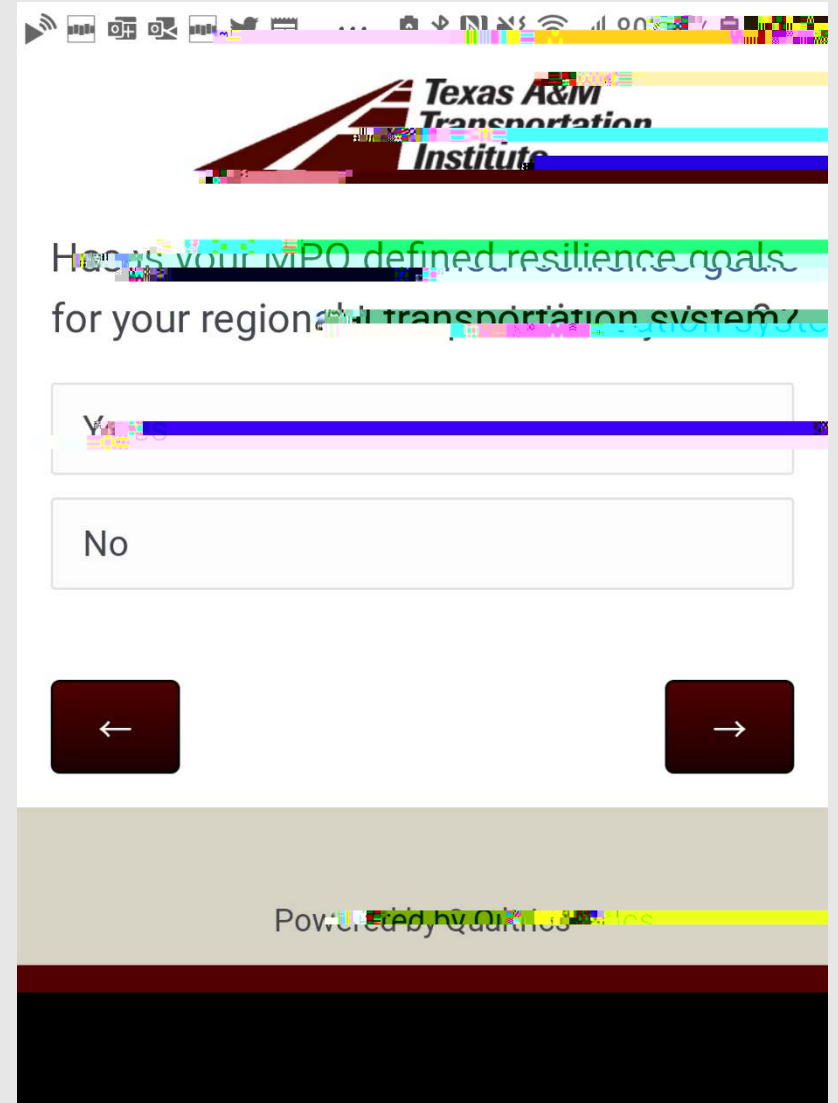 Texas A&M
Transportation
Institute
Has your MPO defined resilience goals
for your regional transportation system?
Yes
No
←
→
Powered by Qualtrics